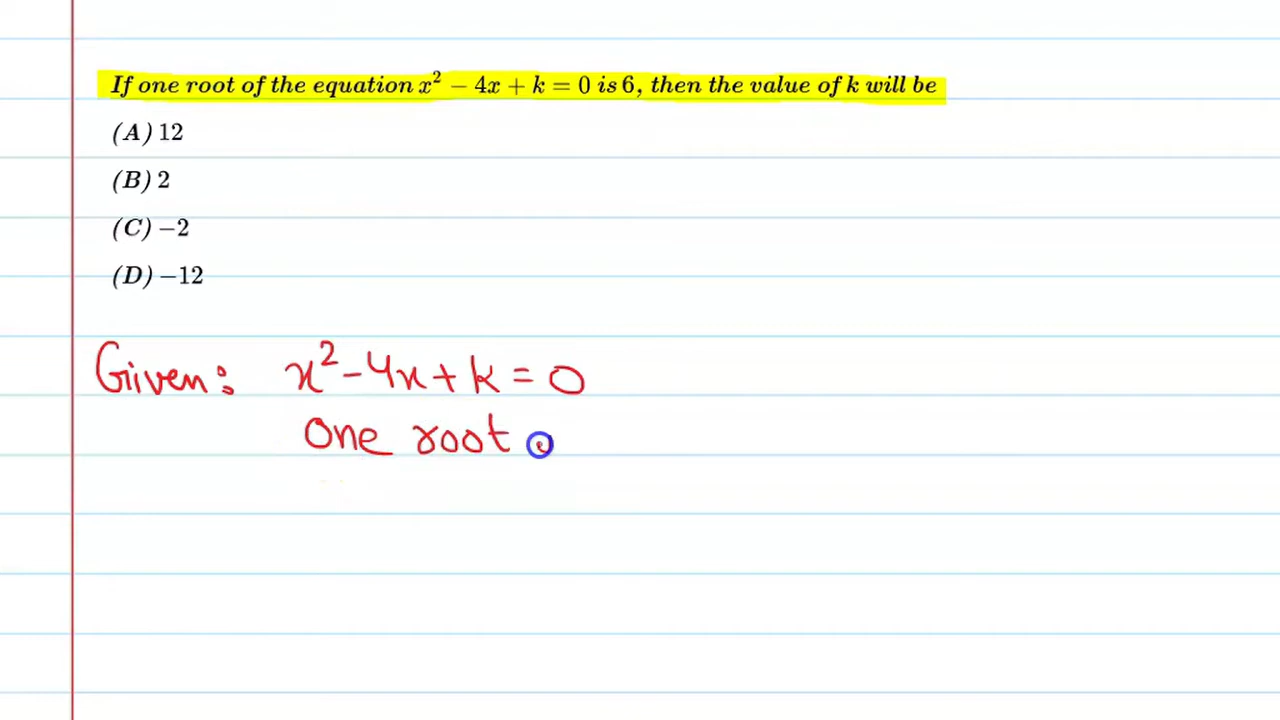 If one root of the equation x² − 4x + k = 0 is 6, then the value of k will be
(A) 12
(B) 2
(C) −2
(D) −12
Given: x² - 4x + k = 0
One root